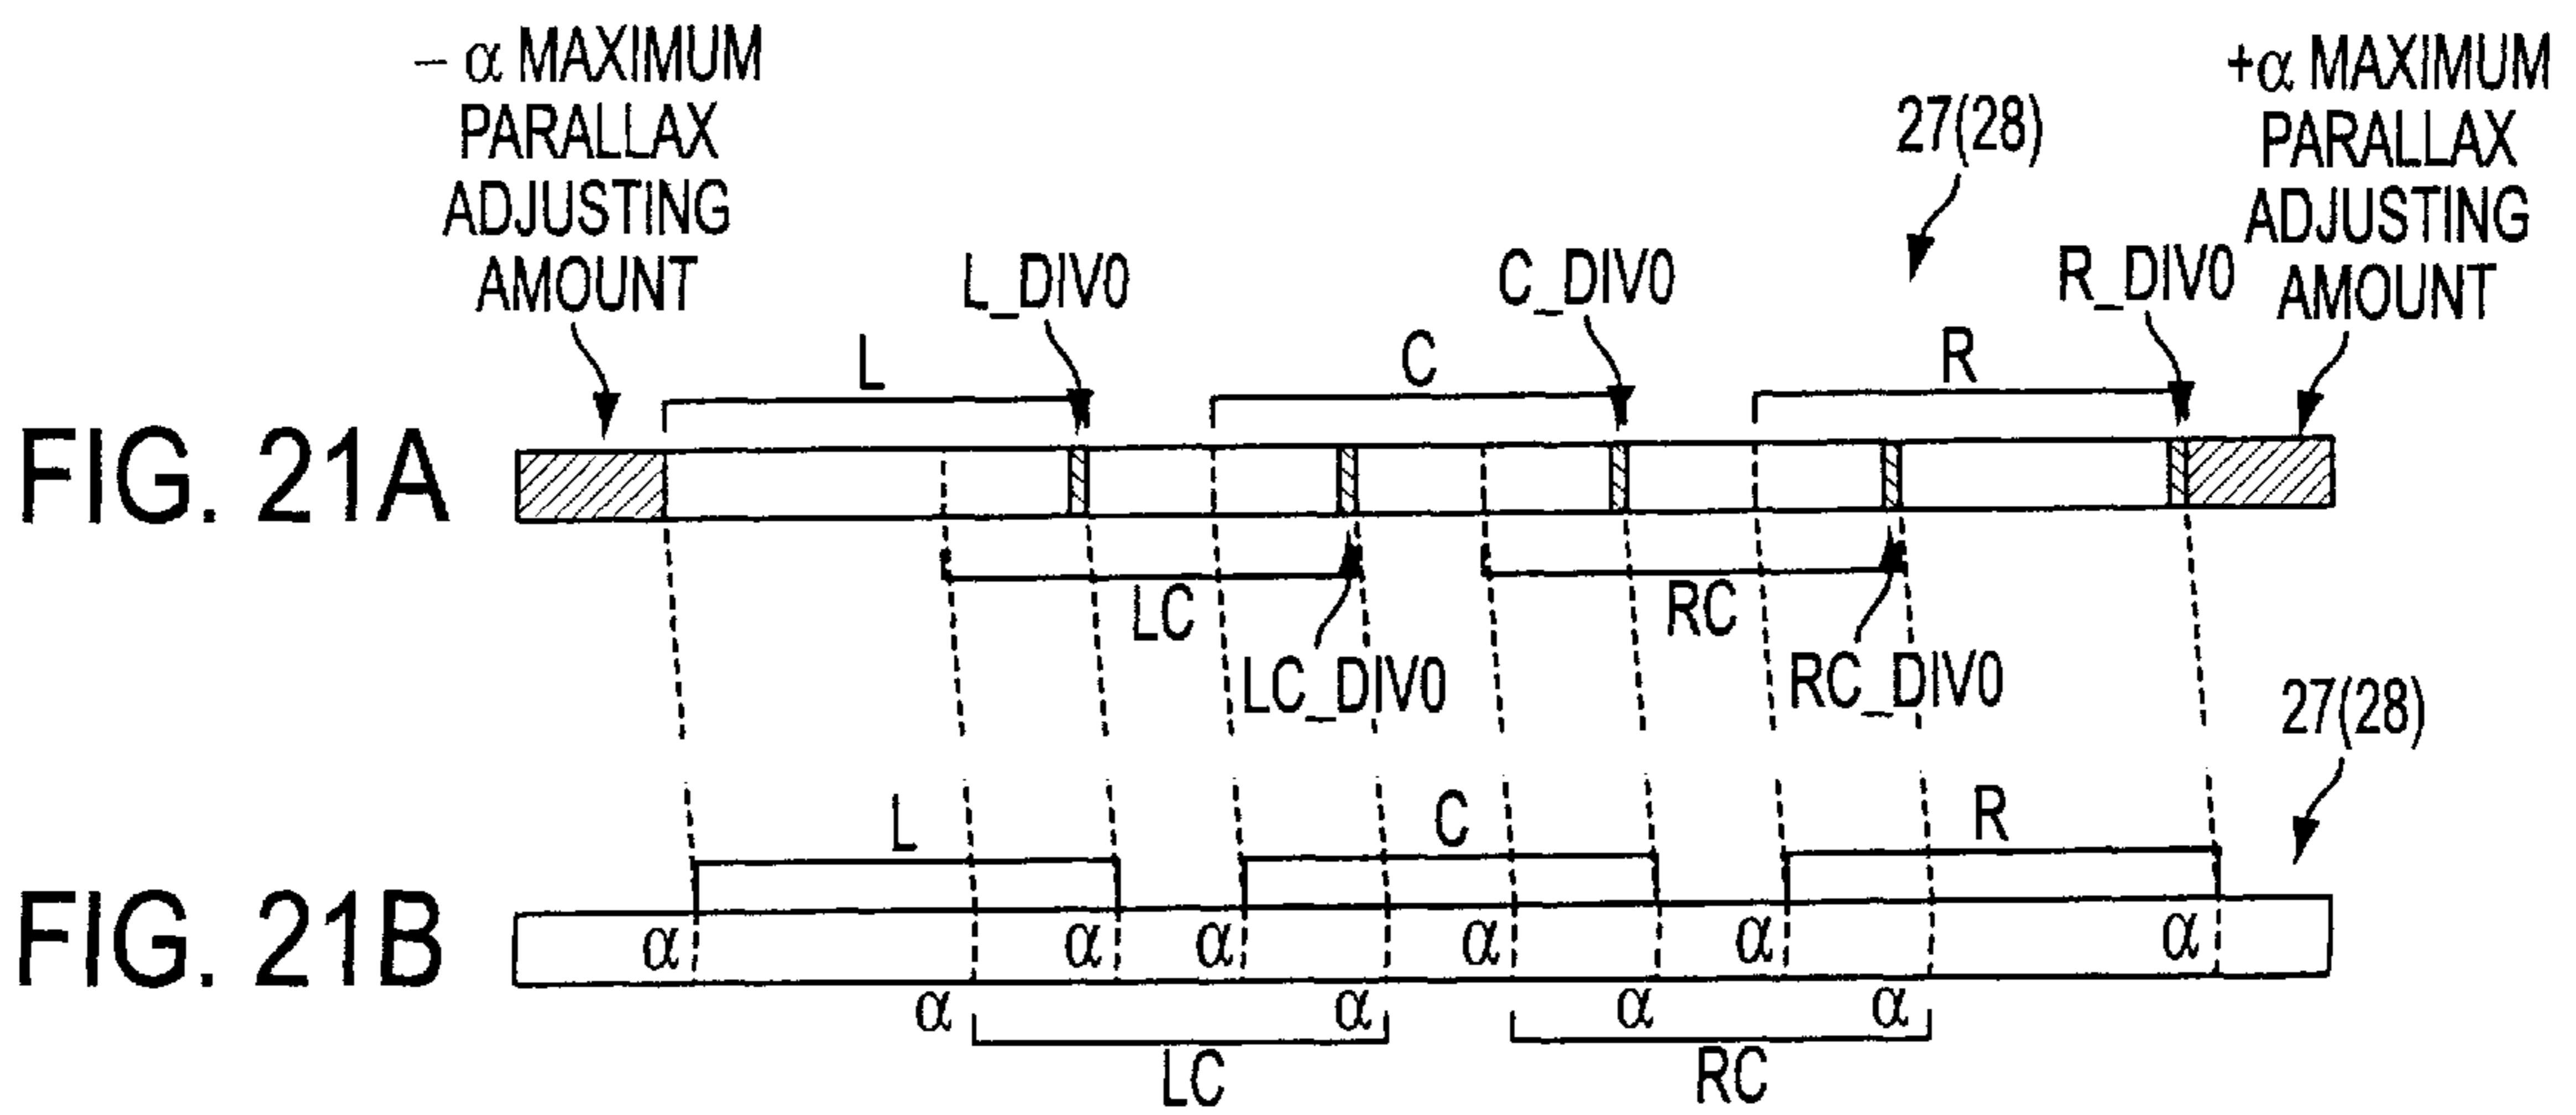 − α MAXIMUM
PARALLAX
ADJUSTING
AMOUNT
+α MAXIMUM
PARALLAX
ADJUSTING
AMOUNT
27(28)
L_DIV0
C_DIV0
R_DIV0
L
C
R
FIG. 21A
LC
RC
LC_DIV0
RC_DIV0
27(28)
L
C
R
FIG. 21B
α
α
α
α
α
α
α
α
α
α
LC
RC